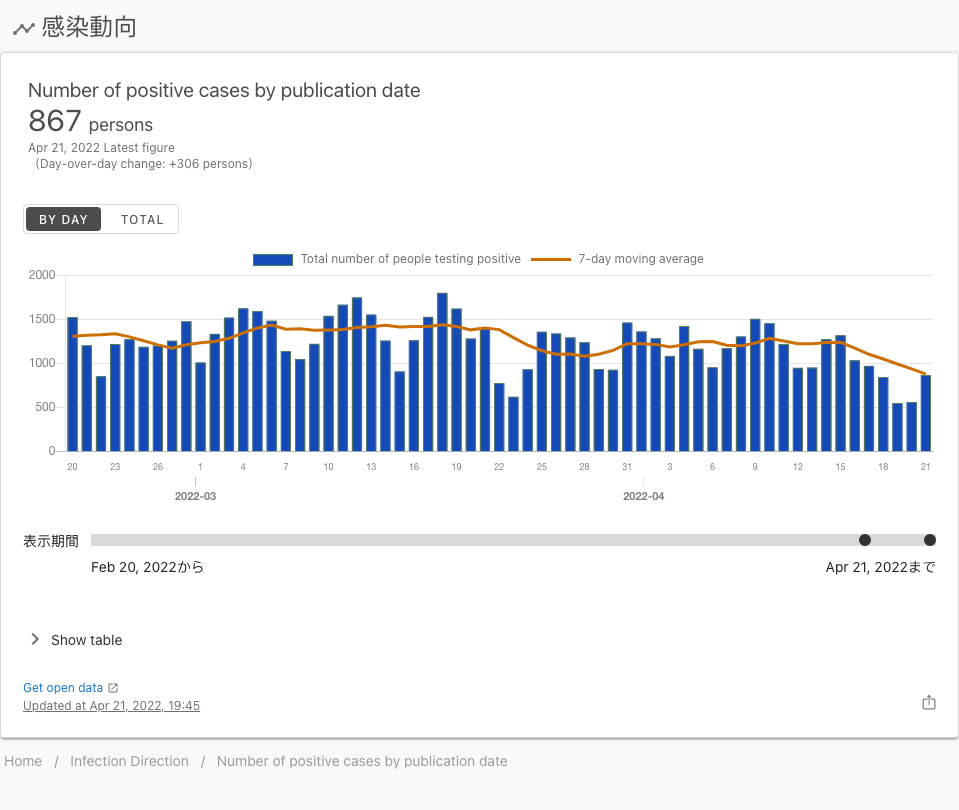 感染動向
Number of positive cases by publication date
867 persons
Apr 21, 2022 Latest figure
(Day-over-day change: +306 persons)
BY DAY TOTAL
Total number of people testing positive 7-day moving average
2000
1500
1000
500
0
20 23 26 1 4 7 10 13 16 19 22 25 28 31 3 6 9 12 15 18 21
2022-03 2022-04
表示期間
Feb 20, 2022から Apr 21, 2022まで
Show table
Get open data
Updated at Apr 21, 2022, 19:45
Home / Infection Direction / Number of positive cases by publication date